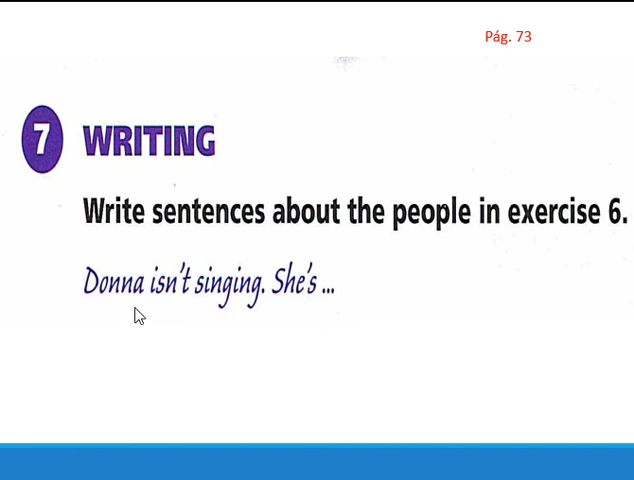 Pág. 73
7 WRITING
Write sentences about the people in exercise 6.
Donna isn't singing. She's ...